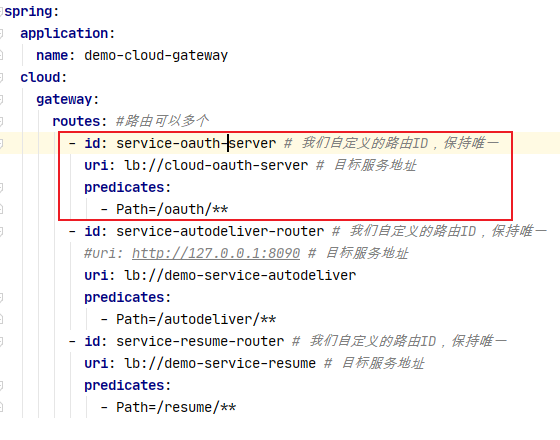 spring:
application:
name: demo-cloud-gateway
cloud:
gateway:
routes: #路由可以多个
- id: service-oauth-server # 我们自定义的路由ID，保持唯一
uri: lb://cloud-oauth-server # 目标服务地址
predicates:
- Path=/oauth/**
- id: service-autodeliver-router # 我们自定义的路由ID，保持唯一
#uri: http://127.0.0.1:8090 # 目标服务地址
uri: lb://demo-service-autodeliver
predicates:
- Path=/autodeliver/**
- id: service-resume-router # 我们自定义的路由ID，保持唯一
uri: lb://demo-service-resume # 目标服务地址
predicates:
- Path=/resume/**